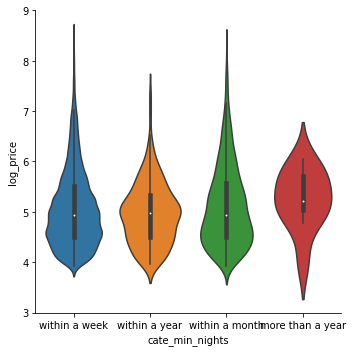 9
8
7
6
5
4
3
log_price
within a week within a year within a month more than a year
cate_min_nights